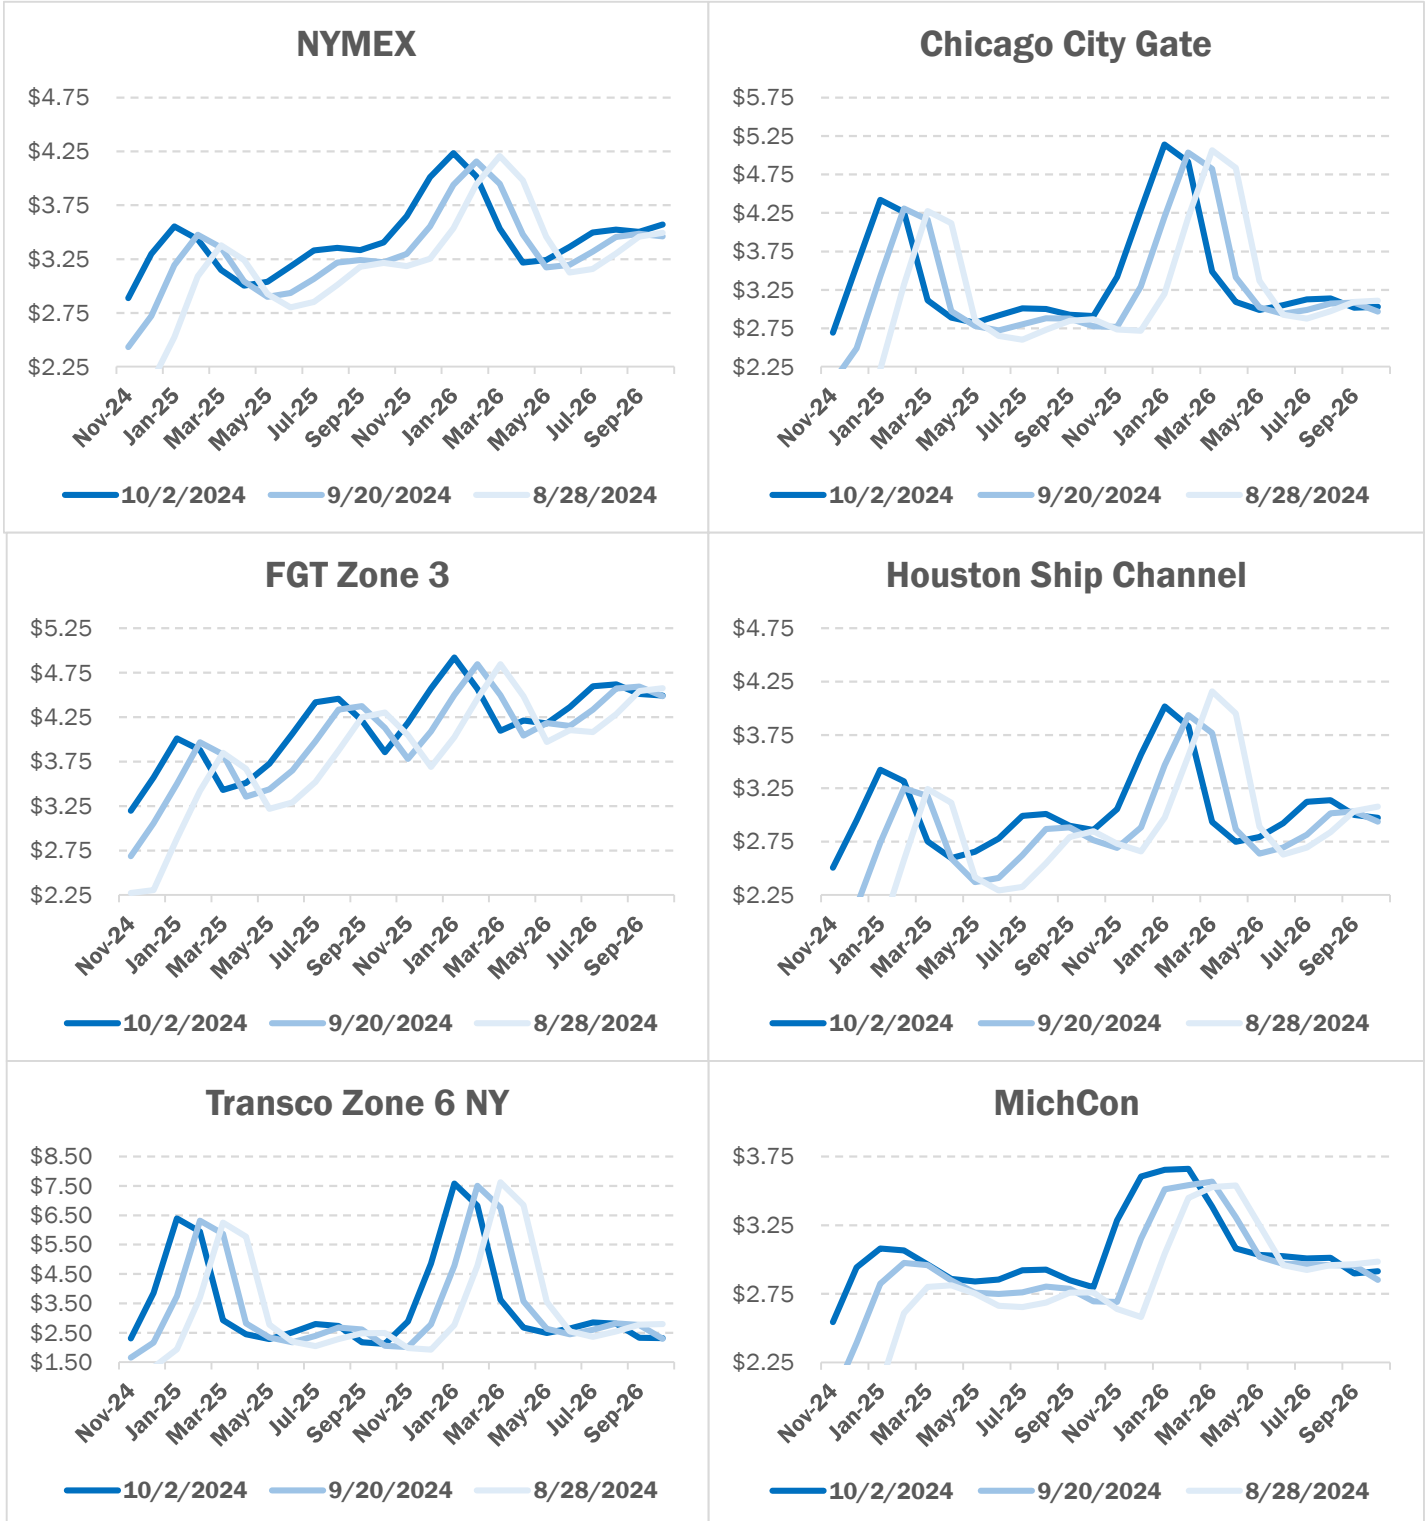 NYMEX
$4.75
$4.25
$3.75
$3.25
$2.75
$2.25
Nov-24 Jan-25 Mar-25 May-25 Jul-25 Sep-25 Nov-25 Jan-26 Mar-26 May-26 Jul-26 Sep-26
10/2/2024 9/20/2024 8/28/2024
Chicago City Gate
$5.75
$5.25
$4.75
$4.25
$3.75
$3.25
$2.75
$2.25
Nov-24 Jan-25 Mar-25 May-25 Jul-25 Sep-25 Nov-25 Jan-26 Mar-26 May-26 Jul-26 Sep-26
10/2/2024 9/20/2024 8/28/2024
FGT Zone 3
$5.25
$4.75
$4.25
$3.75
$3.25
$2.75
$2.25
Nov-24 Jan-25 Mar-25 May-25 Jul-25 Sep-25 Nov-25 Jan-26 Mar-26 May-26 Jul-26 Sep-26
10/2/2024 9/20/2024 8/28/2024
Houston Ship Channel
$4.75
$4.25
$3.75
$3.25
$2.75
$2.25
Nov-24 Jan-25 Mar-25 May-25 Jul-25 Sep-25 Nov-25 Jan-26 Mar-26 May-26 Jul-26 Sep-26
10/2/2024 9/20/2024 8/28/2024
Transco Zone 6 NY
$8.50
$7.50
$6.50
$5.50
$4.50
$3.50
$2.50
$1.50
Nov-24 Jan-25 Mar-25 May-25 Jul-25 Sep-25 Nov-25 Jan-26 Mar-26 May-26 Jul-26 Sep-26
10/2/2024 9/20/2024 8/28/2024
MichCon
$3.75
$3.25
$2.75
$2.25
Nov-24 Jan-25 Mar-25 May-25 Jul-25 Sep-25 Nov-25 Jan-26 Mar-26 May-26 Jul-26 Sep-26
10/2/2024 9/20/2024 8/28/2024